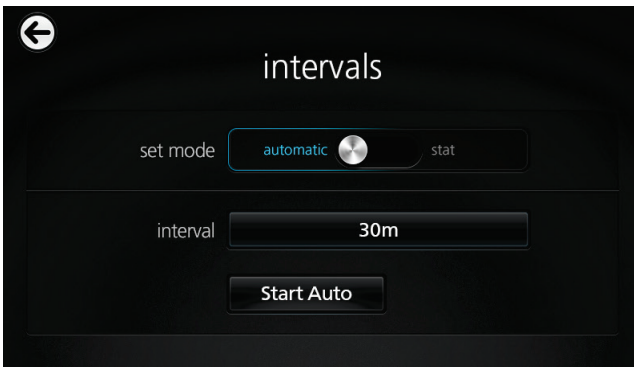 intervals
set mode automatic stat
interval 30m
Start Auto